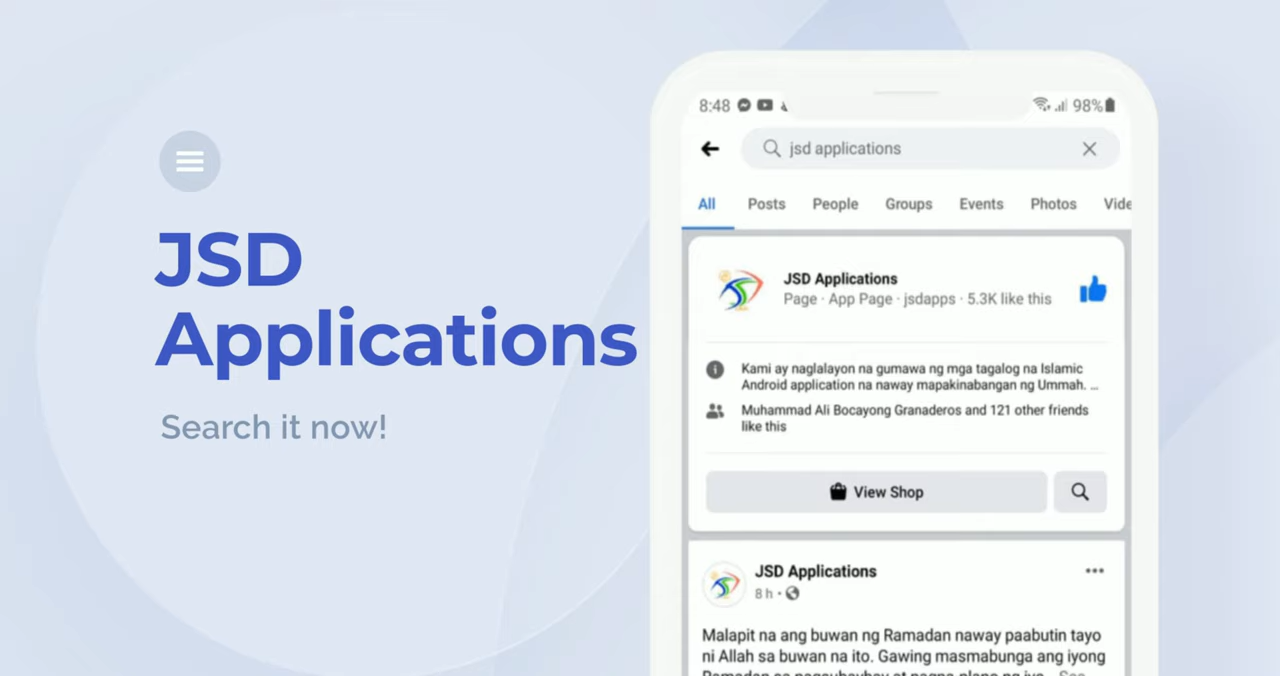 JSD
Applications
Search it now!
8:48
98%
jsd applications
All Posts People Groups Events Photos Vide
JSD Applications
Page · App Page · jsdapps · 5.3K like this
Kami ay naglalayon na gumawa ng mga tagalog na Islamic
Android application na naway mapakinabangan ng Ummah. ...
Muhammad Ali Bocayong Granaderos and 121 other friends
like this
View Shop
JSD Applications
8 h ·
Malapit na ang buwan ng Ramadan naway paabutin tayo
ni Allah sa buwan na ito. Gawing masmabunga ang iyong